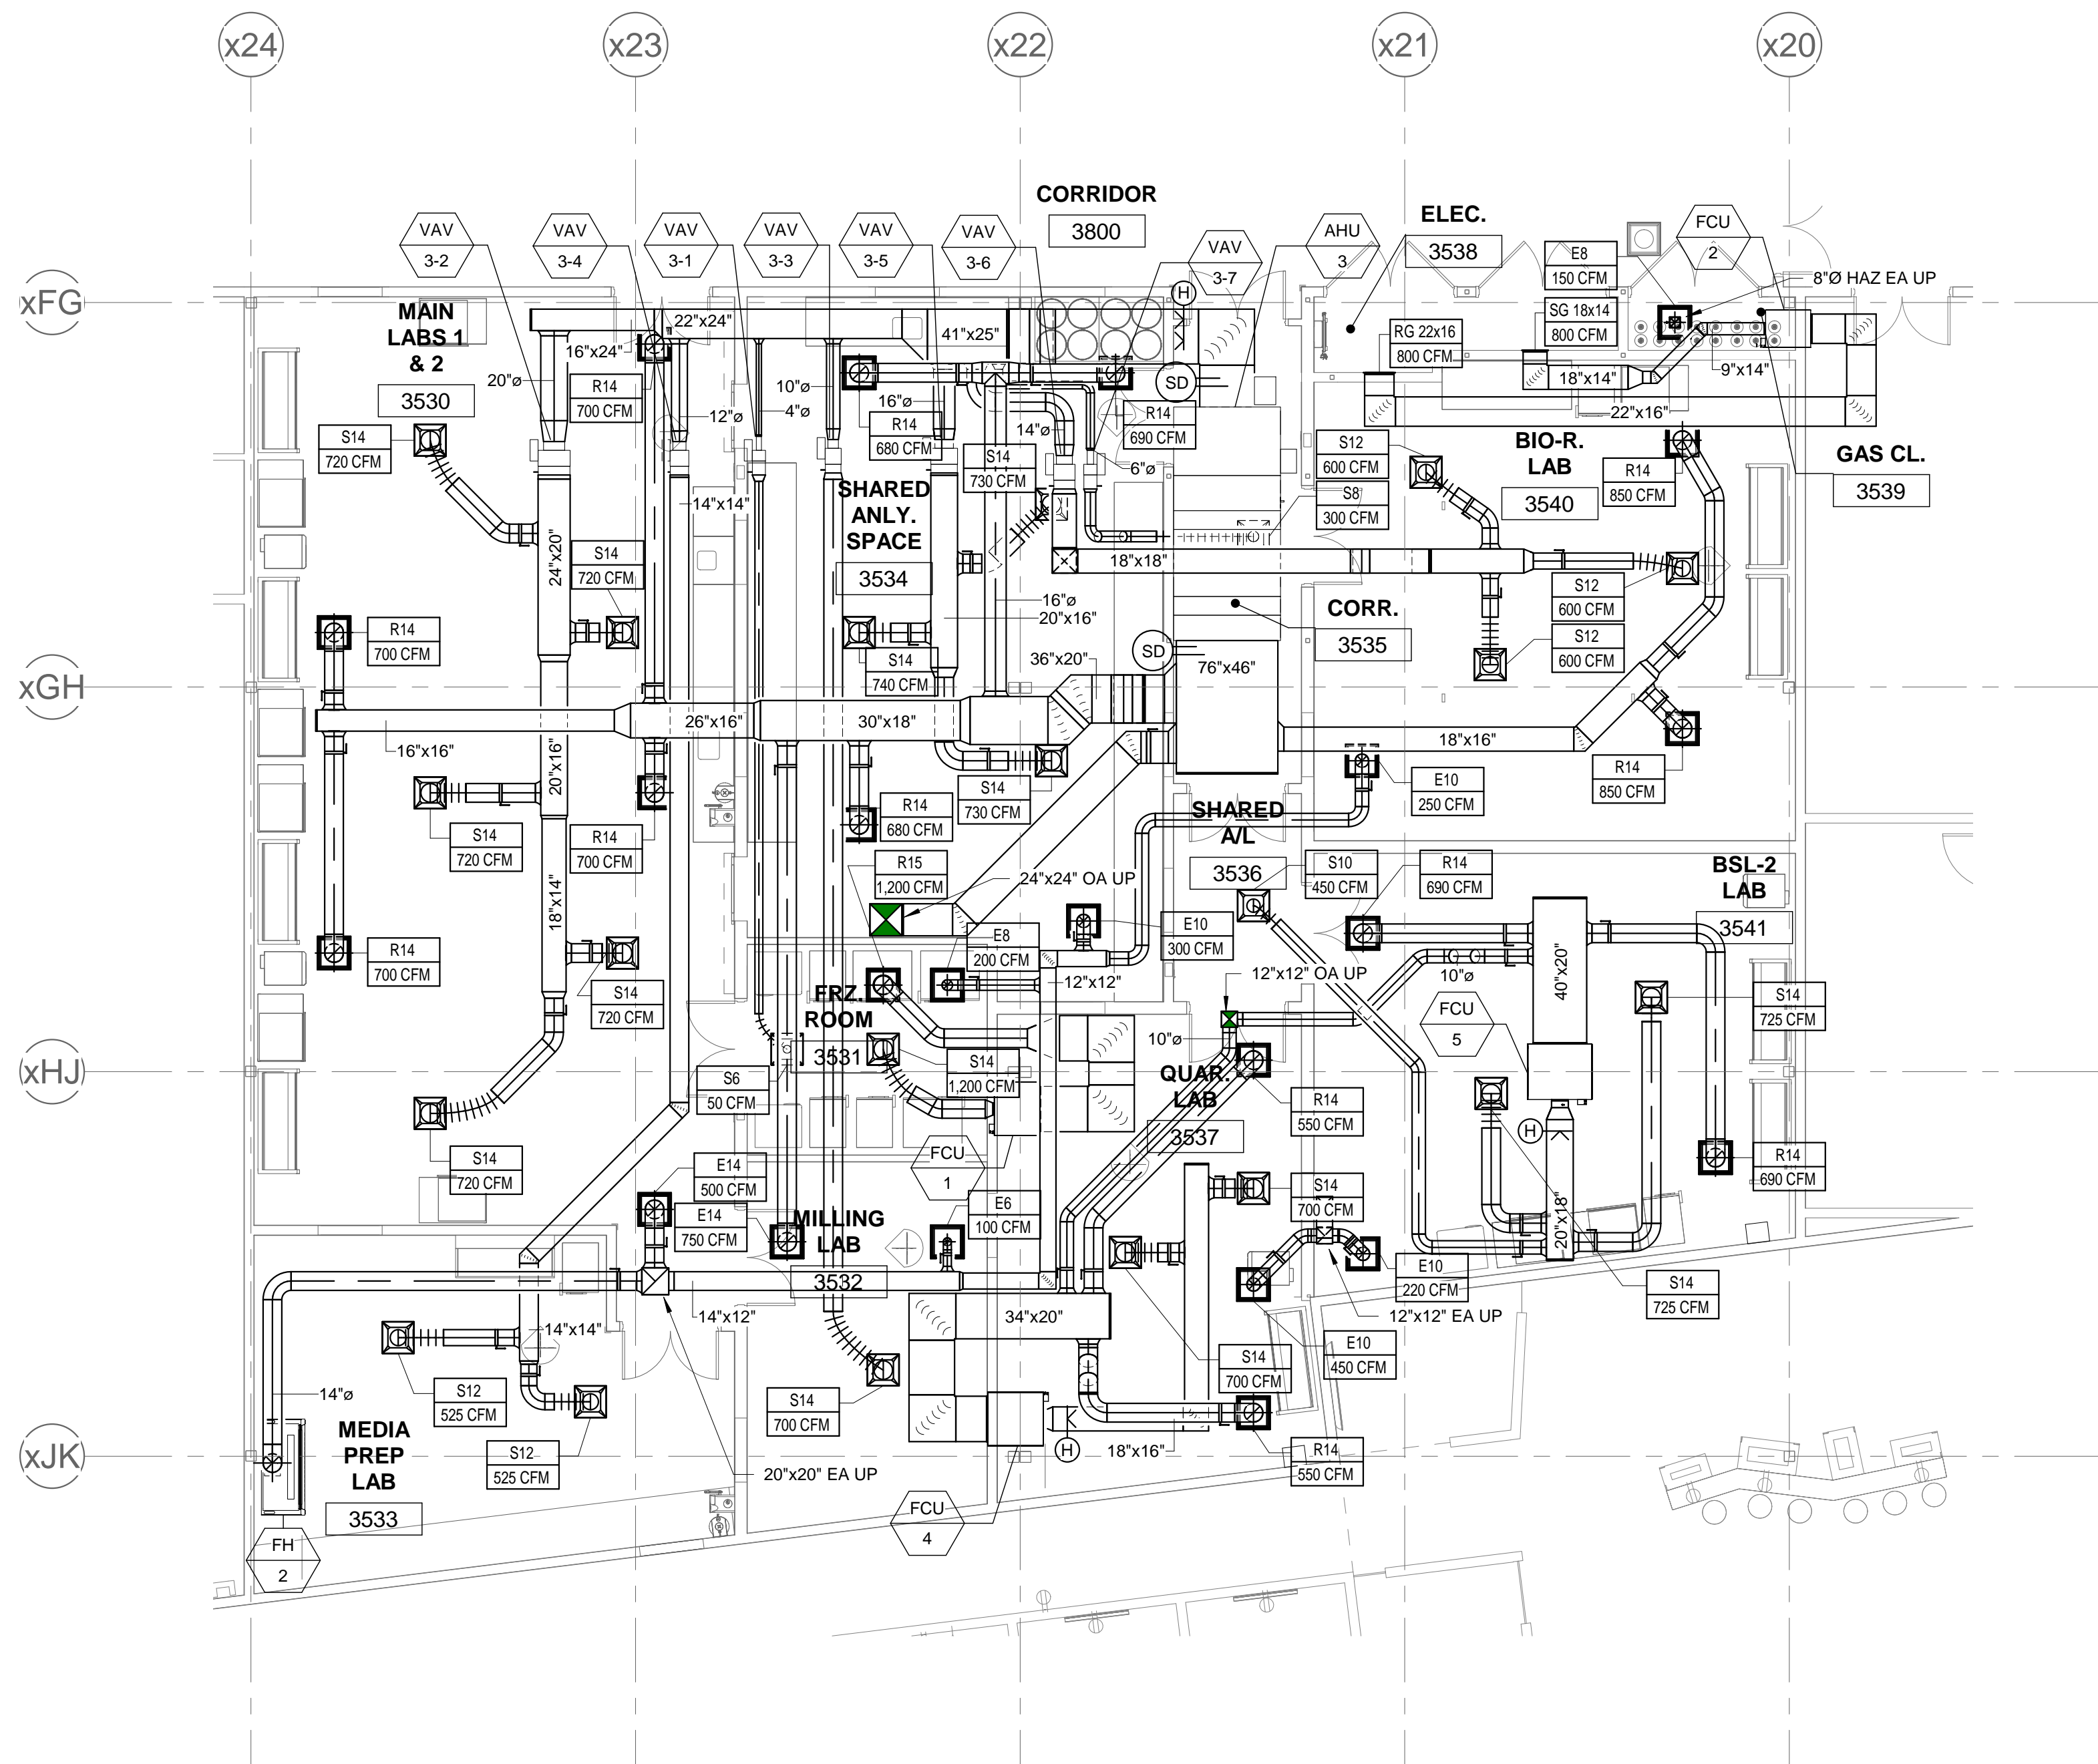 x24
x23
x22
x21
x20
CORRIDOR
3800
ELEC.
3538
VAV
3-2
VAV
3-4
VAV
3-1
VAV
3-3
VAV
3-5
VAV
3-6
VAV
3-7
AHU
3
FCU
2
E8
150 CFM
8"Ø HAZ EA UP
xFG
MAIN
LABS 1
& 2
3530
22"x24"
16"x24"
41"x25"
H
SG 18x14
800 CFM
RG 22x16
800 CFM
20"ø
R14
700 CFM
12"ø
10"ø
4"ø
16"ø
R14
680 CFM
14"ø
SD
R14
690 CFM
6"ø
18"x14"
9"x14"
22"x16"
S14
720 CFM
S14
730 CFM
S12
600 CFM
BIO-R.
LAB
3540
R14
850 CFM
GAS CL.
3539
14"x14"
SHARED
ANLY.
SPACE
3534
S8
300 CFM
24"x20"
S14
720 CFM
18"x18"
S12
600 CFM
16"ø
20"x16"
CORR.
3535
R14
700 CFM
S12
600 CFM
S14
740 CFM
36"x20"
SD
76"x46"
xGH
16"x16"
26"x16"
30"x18"
18"x16"
20"x16"
S14
720 CFM
R14
700 CFM
R14
680 CFM
S14
730 CFM
E10
250 CFM
R14
850 CFM
SHARED
A/L
3536
R15
1,200 CFM
24"x24" OA UP
S10
450 CFM
R14
690 CFM
BSL-2
LAB
3541
18"x14"
R14
700 CFM
S14
720 CFM
E8
200 CFM
E10
300 CFM
12"x12"
12"x12" OA UP
10"ø
40"x20"
S14
725 CFM
FRZ.
ROOM
3531
FCU
5
10"ø
xHJ
S6
50 CFM
S14
1,200 CFM
QUAR.
LAB
3537
R14
550 CFM
H
S14
720 CFM
E14
500 CFM
FCU
1
R14
690 CFM
E14
750 CFM
MILLING
LAB
3532
E6
100 CFM
S14
700 CFM
20"x18"
E10
220 CFM
S14
725 CFM
14"x14"
14"x12"
34"x20"
12"x12" EA UP
E10
450 CFM
14"ø
S12
525 CFM
S14
700 CFM
S14
700 CFM
xJK
MEDIA
PREP
LAB
3533
S12
525 CFM
20"x20" EA UP
H
18"x16"
R14
550 CFM
FCU
4
FH
2